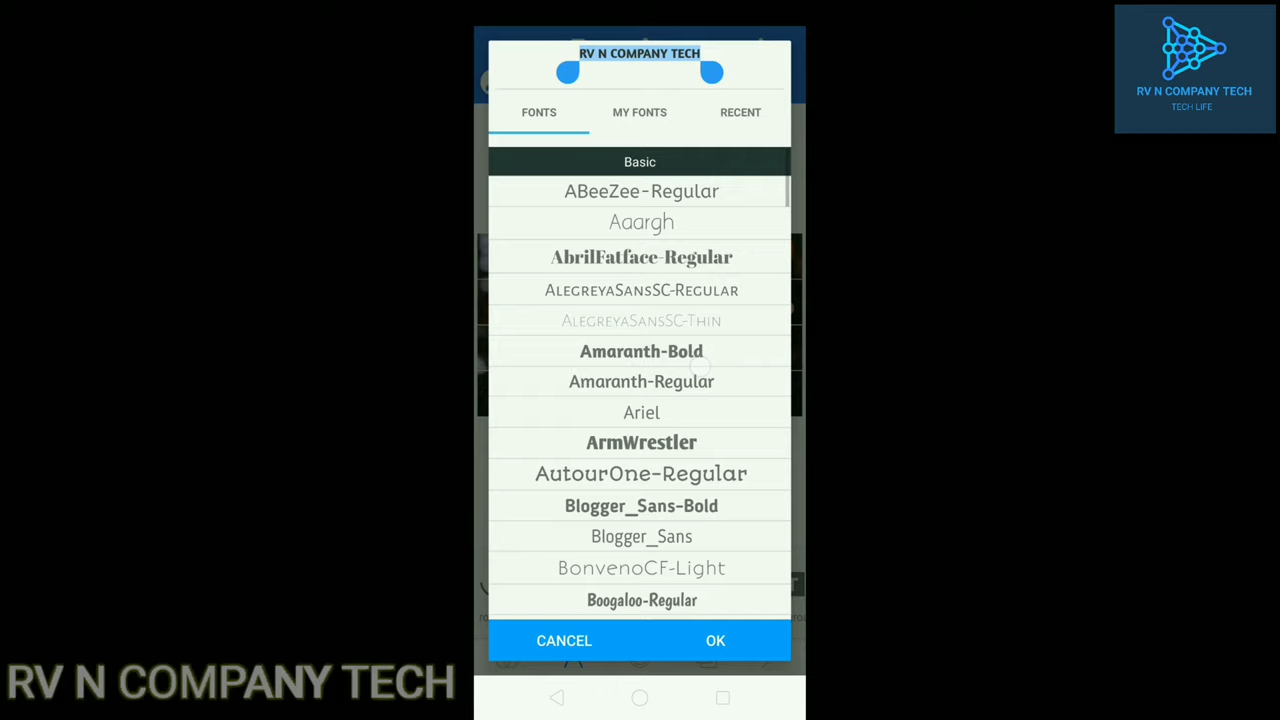 RV N COMPANY TECH
FONTS MY FONTS RECENT
Basic
ABeeZee-Regular
Aaargh
AbrilFatface-Regular
AlegreyaSansSC-Regular
AlegreyaSansSC-Thin
Amaranth-Bold
Amaranth-Regular
Ariel
ArmWrestler
AutourOne-Regular
Blogger_Sans-Bold
Blogger_Sans
BonvenoCF-Light
Boogaloo-Regular
CANCEL OK
RV N COMPANY TECH
TECH LIFE
RV N COMPANY TECH